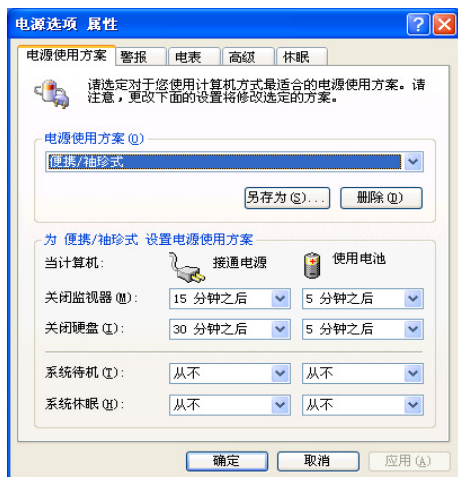 电源选项 属性
电源使用方案 警报 电表 高级 休眠
请选定对于您使用计算机方式最适合的电源使用方案。请
注意，更改下面的设置将修改选定的方案。
电源使用方案(O)
便携/袖珍式
另存为(S)... 删除(D)
为 便携/袖珍式 设置电源使用方案
当计算机: 接通电源 使用电池
关闭监视器(M): 15 分钟之后 5 分钟之后
关闭硬盘(I): 30 分钟之后 5 分钟之后
系统待机(T): 从不 从不
系统休眠(H): 从不 从不
确定 取消 应用(A)